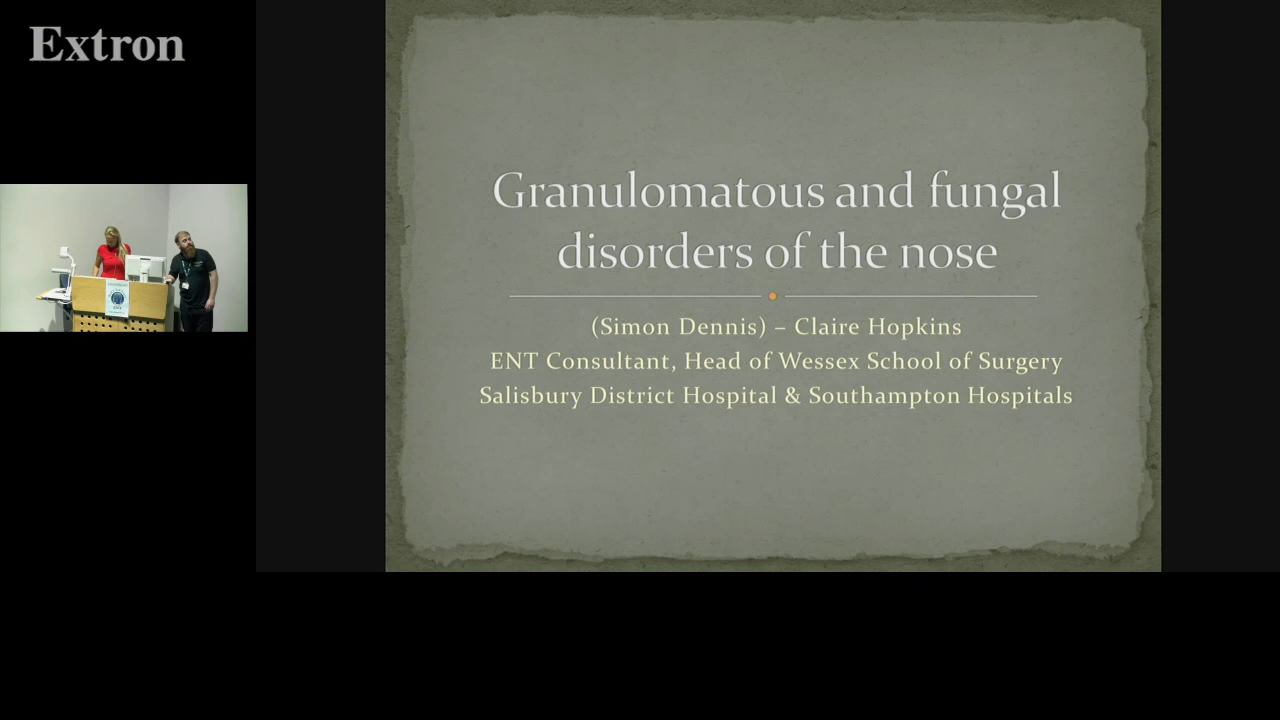 Extron
Granulomatous and fungal
disorders of the nose
(Simon Dennis) – Claire Hopkins
ENT Consultant, Head of Wessex School of Surgery
Salisbury District Hospital & Southampton Hospitals